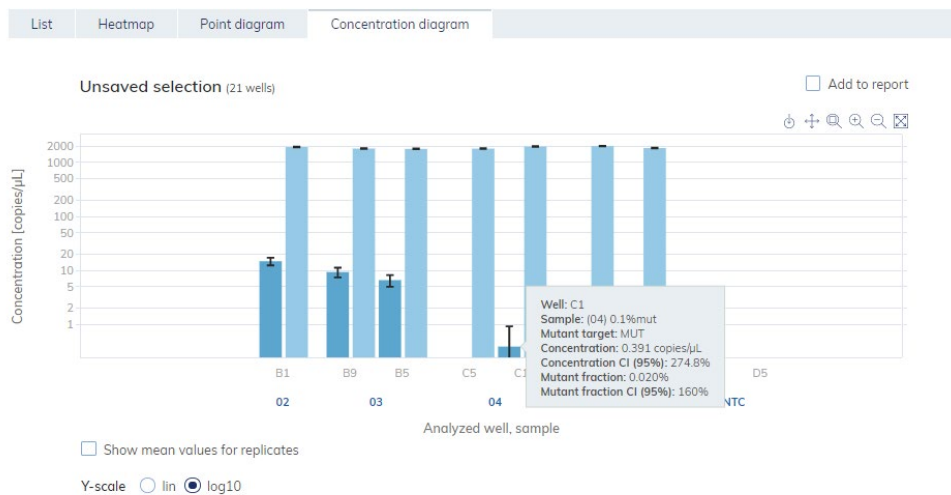 List Heatmap Point diagram Concentration diagram
Unsaved selection (21 wells)
Add to report
Concentration [copies/µL]
2000
1000
500
200
100
50
20
10
5
2
1
Well: C1
Sample: (04) 0.1%mut
Mutant target: MUT
Concentration: 0.391 copies/µL
Concentration CI (95%): 274.8%
Mutant fraction: 0.020%
Mutant fraction CI (95%): 160%
B1 B9 B5 C5 C1 D5
02 03 04 NTC
Analyzed well, sample
Show mean values for replicates
Y-scale lin log10